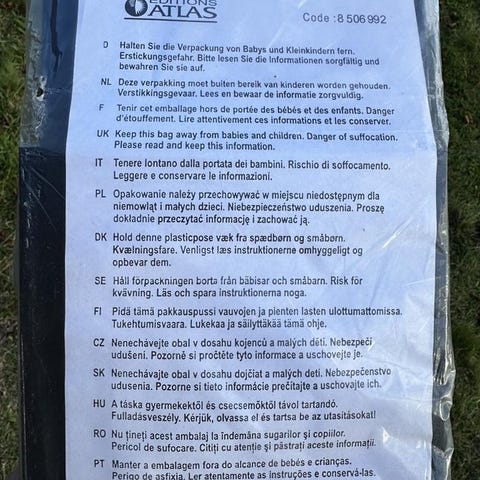 EDITIONS
ATLAS
Code : 8 506 992
D Halten Sie die Verpackung von Babys und Kleinkindern fern.
Erstickungsgefahr. Bitte lesen Sie die Informationen sorgfältig und
bewahren Sie sie auf.
NL Deze verpakking moet buiten bereik van kinderen worden gehouden.
Verstikkingsgevaar. Lees en bewaar de informatie zorgvuldig.
F Tenir cet emballage hors de portée des bébés et des enfants. Danger
d'étouffement. Lire attentivement ces informations et les conserver.
UK Keep this bag away from babies and children. Danger of suffocation.
Please read and keep this information.
IT Tenere lontano dalla portata dei bambini. Rischio di soffocamento.
Leggere e conservare le informazioni.
PL Opakowanie należy przechowywać w miejscu niedostępnym dla
niemowląt i małych dzieci. Niebezpieczeństwo uduszenia. Proszę
dokładnie przeczytać informację i zachować ją.
DK Hold denne plasticpose væk fra spædbørn og småbørn.
Kvælningsfare. Venligst læs instruktionerne omhyggeligt og
opbevar dem.
SE Håll förpackningen borta från bäbisar och småbarn. Risk för
kvävning. Läs och spara instruktionerna noga.
FI Pidä tämä pakkauspussi vauvojen ja pienten lasten ulottumattomissa.
Tukehtumisvaara. Lukekaa ja säilyttäkää tämä ohje.
CZ Nenechávejte obal v dosahu kojenců a malých dětí. Nebezpečí
udušení. Pozorně si pročtěte tyto informace a uschovejte je.
SK Nenechávajte obal v dosahu dojčiat a malých detí. Nebezpečenstvo
udusenia. Pozorne si tieto informácie prečítajte a uschovajte ich.
HU A táska gyermekektől és csecsemőktől távol tartandó.
Fulladásveszély. Kérjük, olvassa el és tartsa be az utasításokat!
RO Nu țineți acest ambalaj la îndemâna sugarilor și copiilor.
Pericol de sufocare. Citiți cu atenție și păstrați aceste informații.
PT Manter a embalagem fora do alcance de bebés e crianças.
Perigo de asfixia. Ler atentamente as instruções e conservá-las.